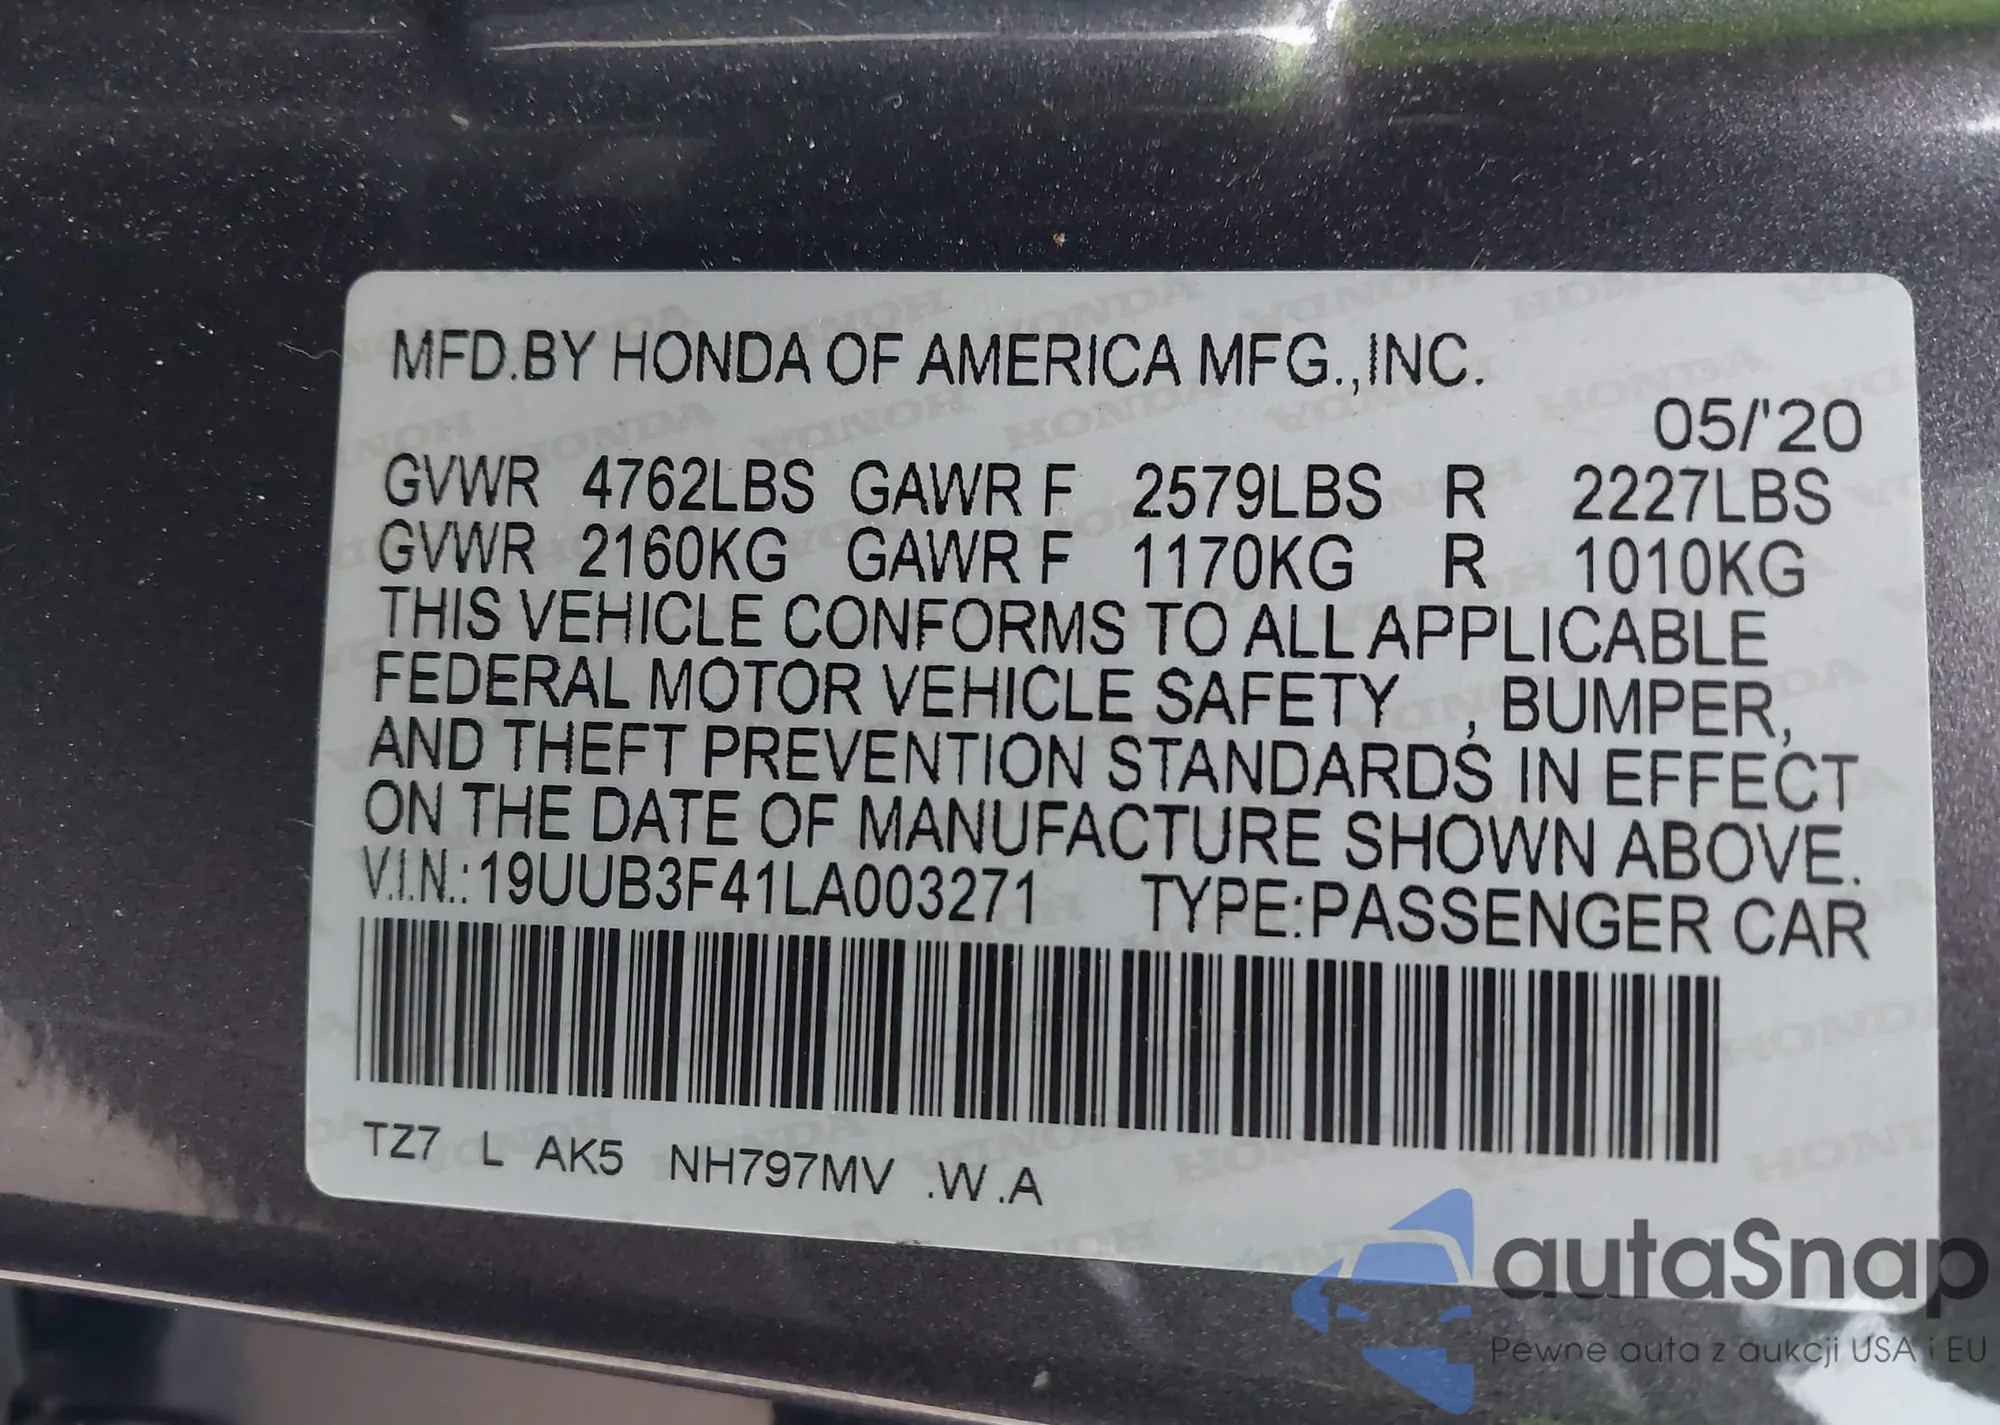 MFD.BY HONDA OF AMERICA MFG.,INC.
05/'20
GVWR 4762LBS GAWR F 2579LBS R 2227LBS
GVWR 2160KG GAWR F 1170KG R 1010KG
THIS VEHICLE CONFORMS TO ALL APPLICABLE
FEDERAL MOTOR VEHICLE SAFETY , BUMPER,
AND THEFT PREVENTION STANDARDS IN EFFECT
ON THE DATE OF MANUFACTURE SHOWN ABOVE.
V.I.N.:19UUB3F41LA003271 TYPE:PASSENGER CAR
TZ7 L AK5 NH797MV .W.A
autaSnap
Pewne auta z aukcji USA i EU